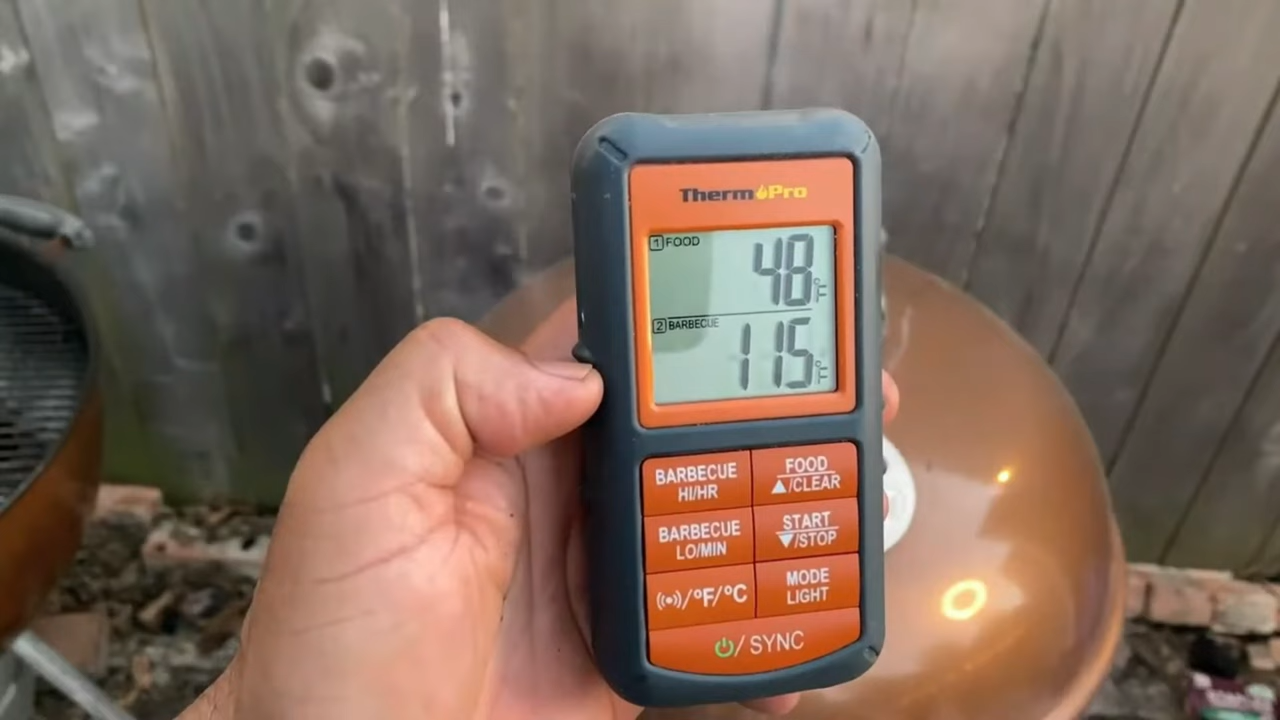 ThermPro
1 FOOD
48°F
2 BARBECUE
115°F
BARBECUE
HI/HR
FOOD
▲/CLEAR
BARBECUE
LO/MIN
START
▼/STOP
((•))/°F/°C
MODE
LIGHT
⏻/ SYNC